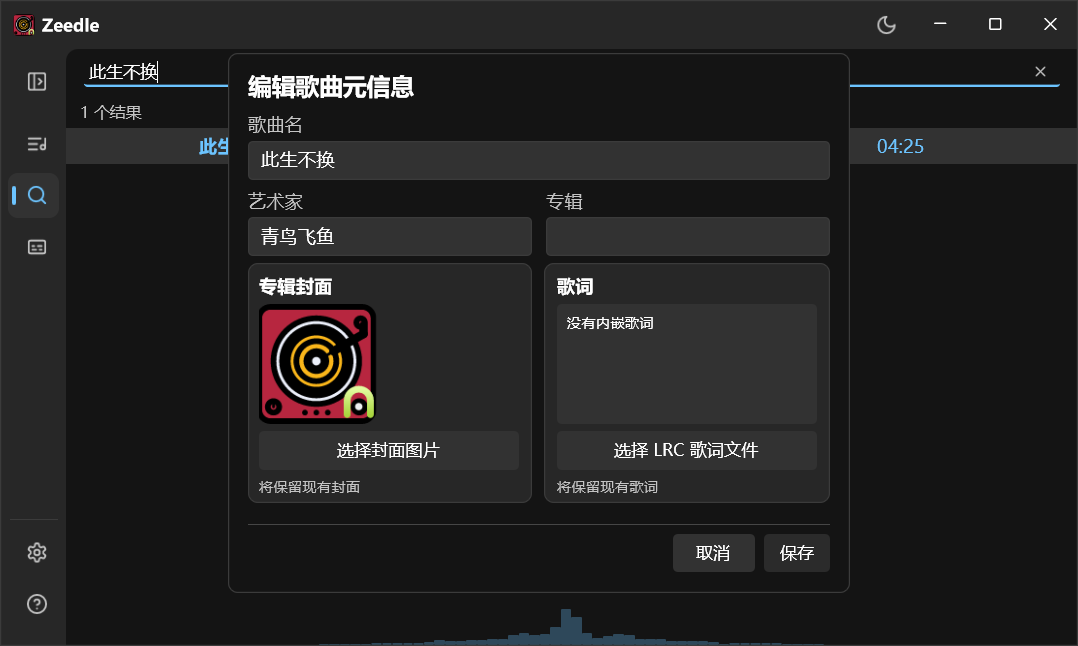 Zeedle
此生不换
1 个结果
此生
04:25
编辑歌曲元信息
歌曲名
此生不换
艺术家
专辑
青鸟飞鱼
专辑封面
歌词
没有内嵌歌词
选择封面图片
选择 LRC 歌词文件
将保留现有封面
将保留现有歌词
取消
保存